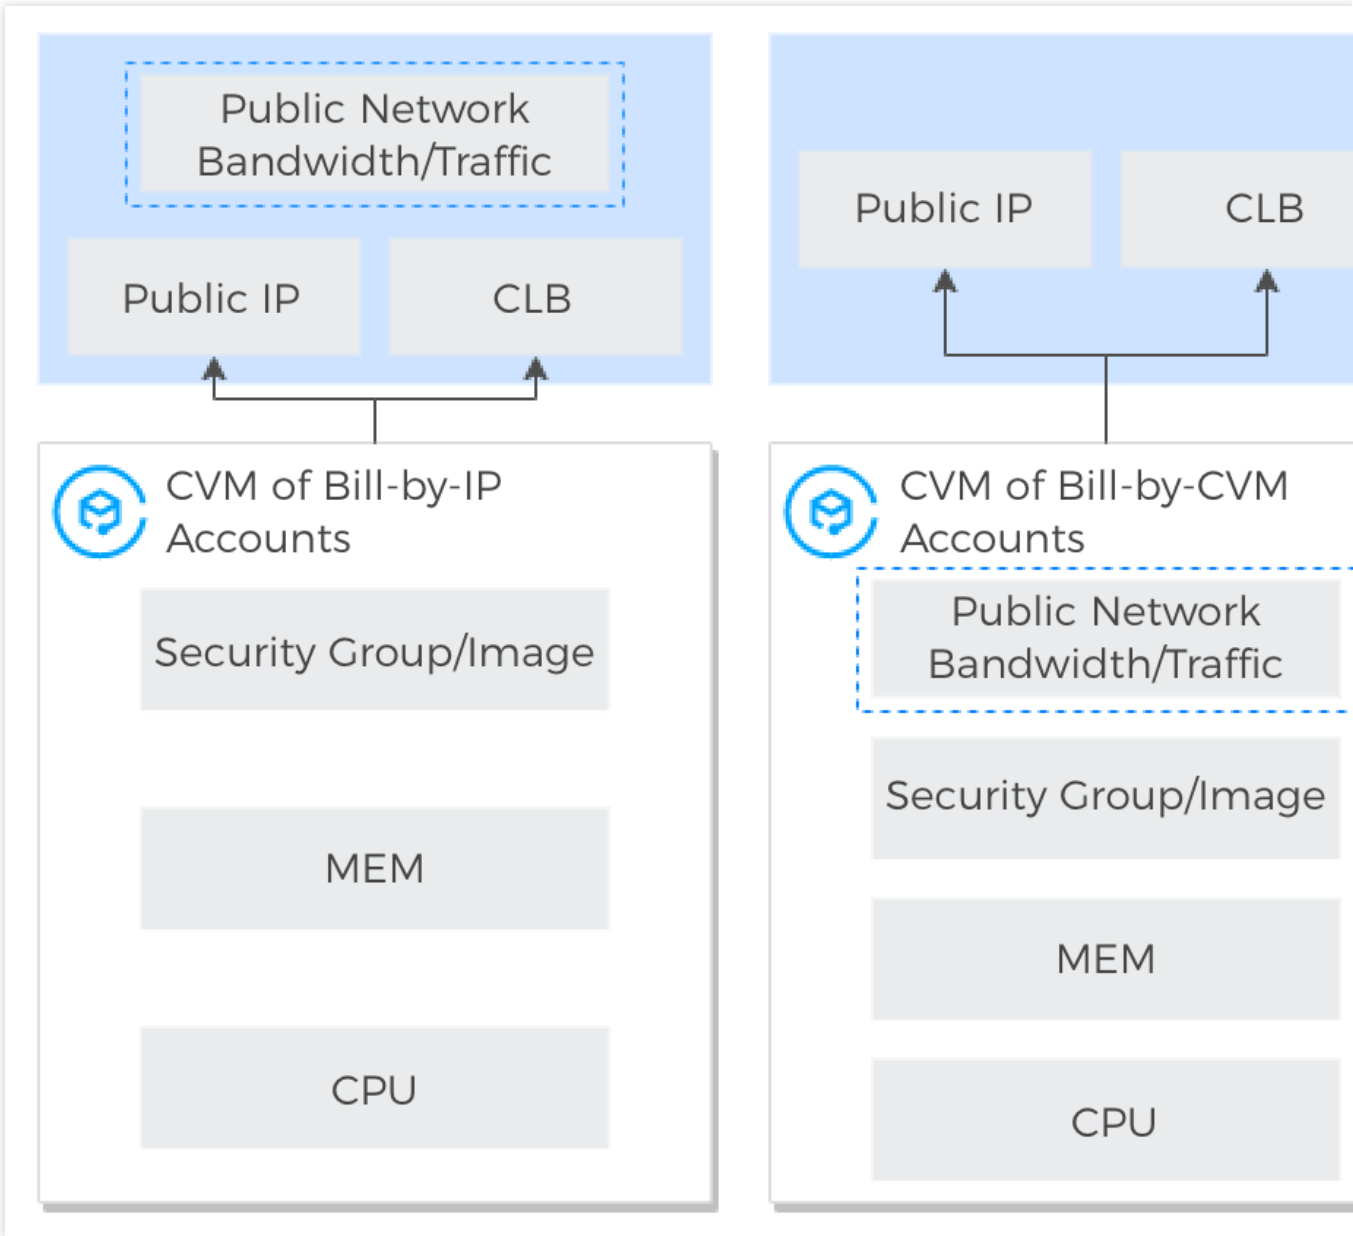 Public Network
Bandwidth/Traffic
Public IP
CLB
CVM of Bill-by-IP
Accounts
Security Group/Image
MEM
CPU
Public IP
CLB
CVM of Bill-by-CVM
Accounts
Public Network
Bandwidth/Traffic
Security Group/Image
MEM
CPU